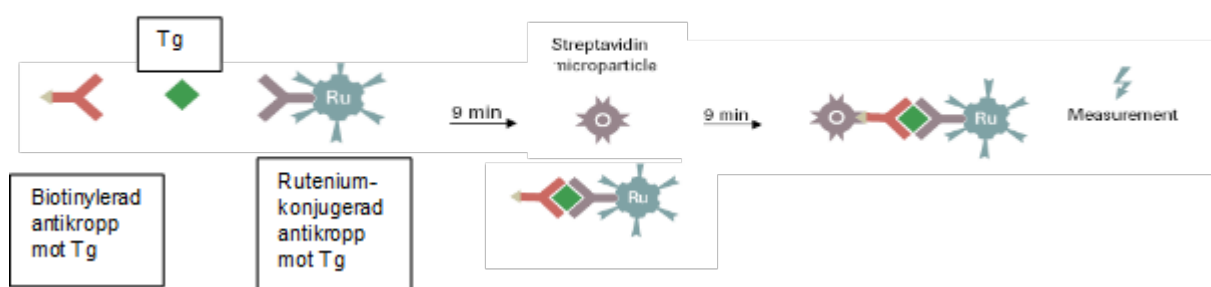 Tg
Streptavidin
microparticle
Ru
9 min
9 min
Ru
Measurement
Biotinylerad
antikropp
mot Tg
Rutenium-
konjugerad
antikropp
mot Tg
Ru